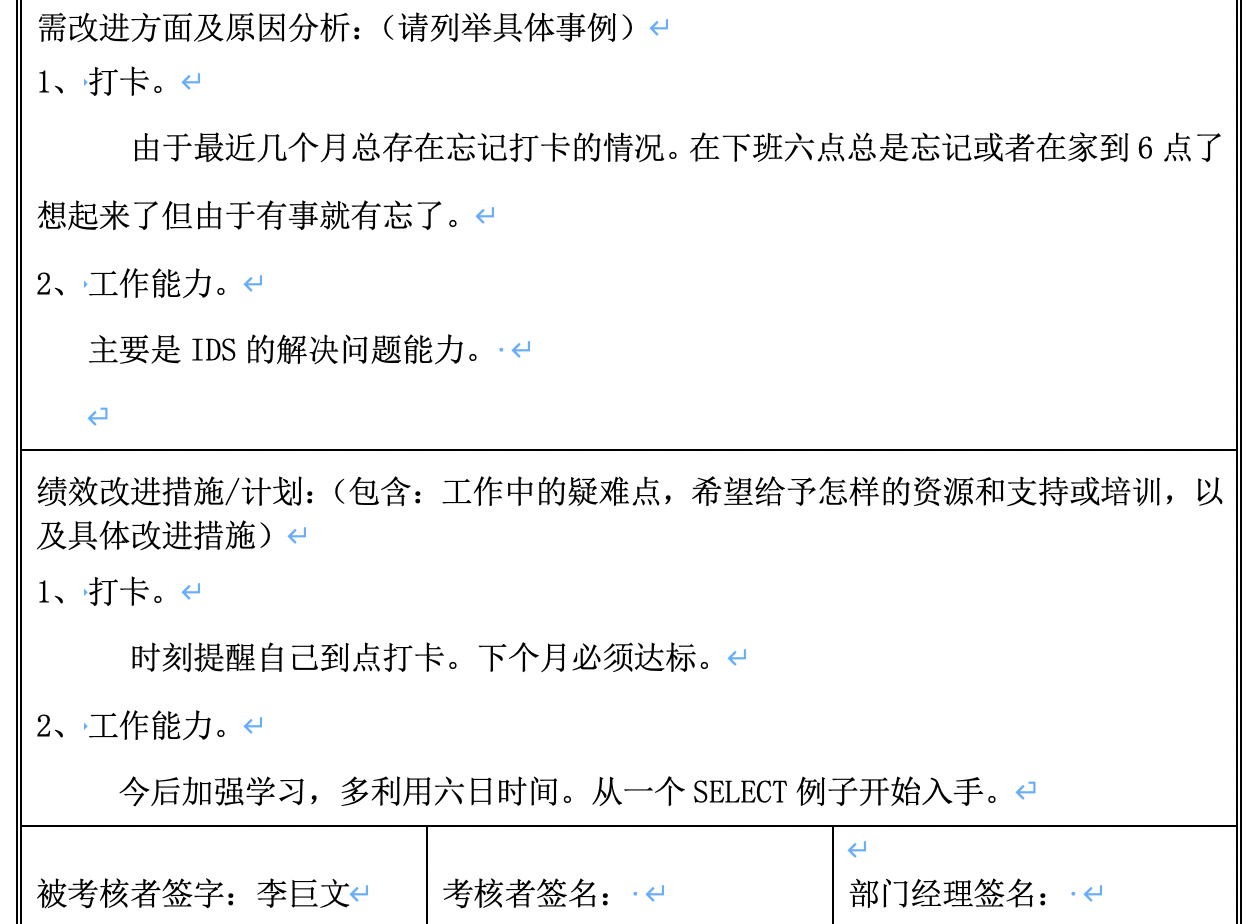 需改进方面及原因分析：（请列举具体事例）
1、打卡。
由于最近几个月总存在忘记打卡的情况。在下班六点总是忘记或者在家到6点了
想起来了但由于有事就有忘了。
2、工作能力。
主要是IDS的解决问题能力。
绩效改进措施/计划：（包含：工作中的疑难点，希望给予怎样的资源和支持或培训，以
及具体改进措施）
1、打卡。
时刻提醒自己到点打卡。下个月必须达标。
2、工作能力。
今后加强学习，多利用六日时间。从一个SELECT例子开始入手。
被考核者签字：李巨文
考核者签名：
部门经理签名：